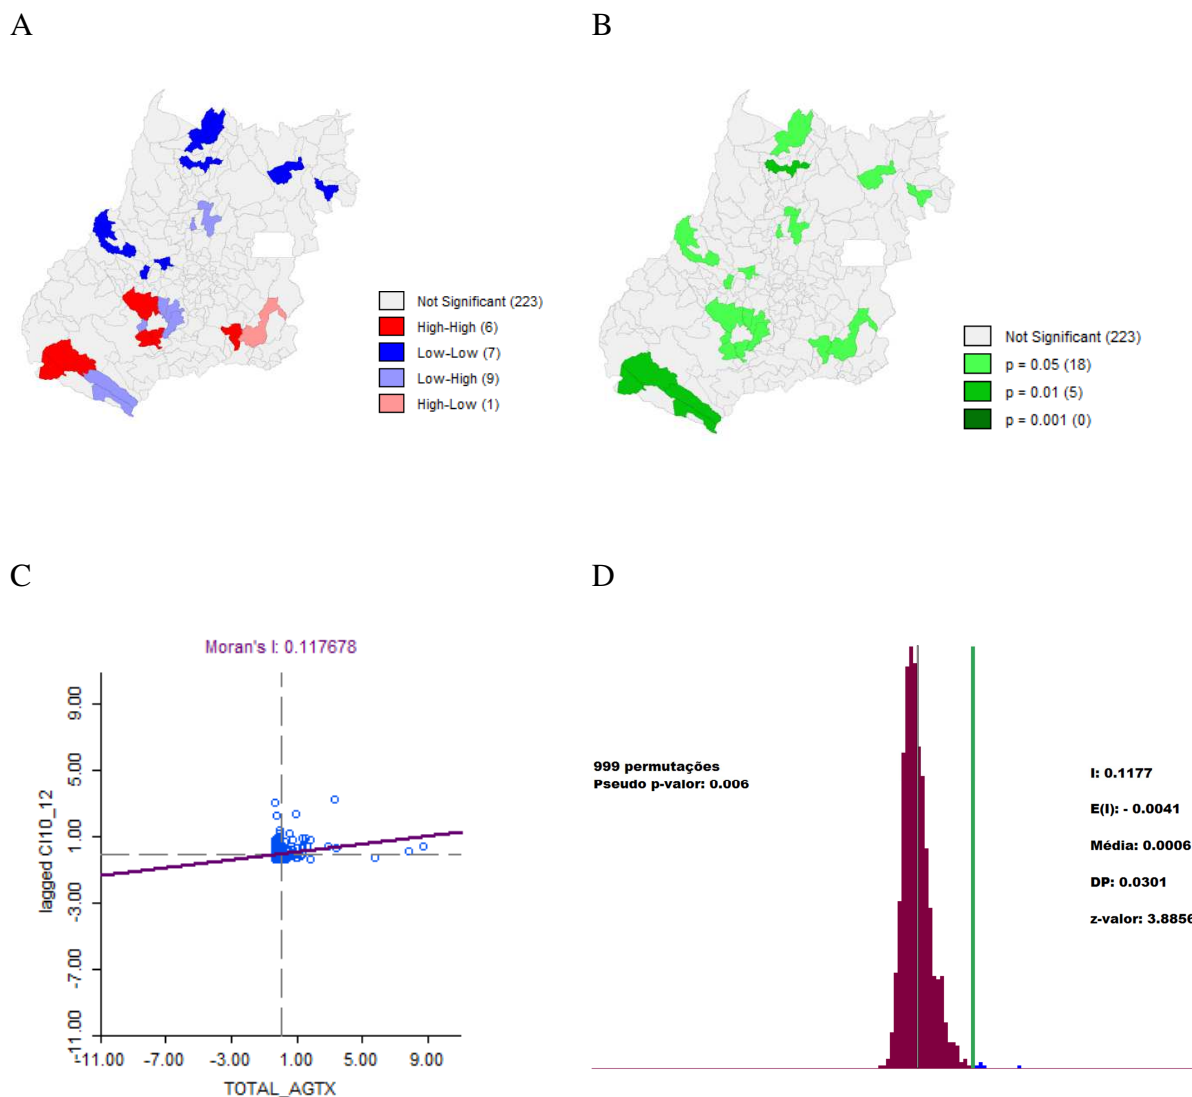 A
B
Not Significant (223)
High-High (6)
Low-Low (7)
Low-High (9)
High-Low (1)
Not Significant (223)
p = 0.05 (18)
p = 0.01 (5)
p = 0.001 (0)
C
D
Moran's I: 0.117678
9.00
5.00
1.00
-3.00
-7.00
-11.00
lagged CI10_12
-11.00 -7.00 -3.00 1.00 5.00 9.00
TOTAL_AGTX
999 permutações
Pseudo p-valor: 0.006
I: 0.1177
E(I): - 0.0041
Média: 0.0006
DP: 0.0301
z-valor: 3.8856